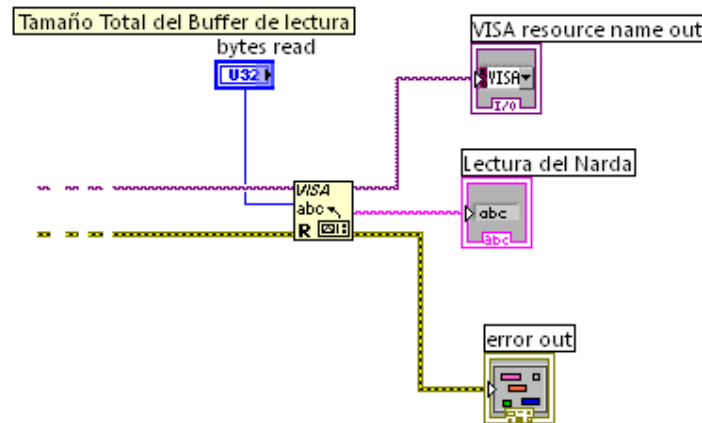 Tamaño Total del Buffer de lectura
bytes read
U32
VISA resource name out
VISA
I/O
Lectura del Narda
abc
abc
VISA
abc
R
error out